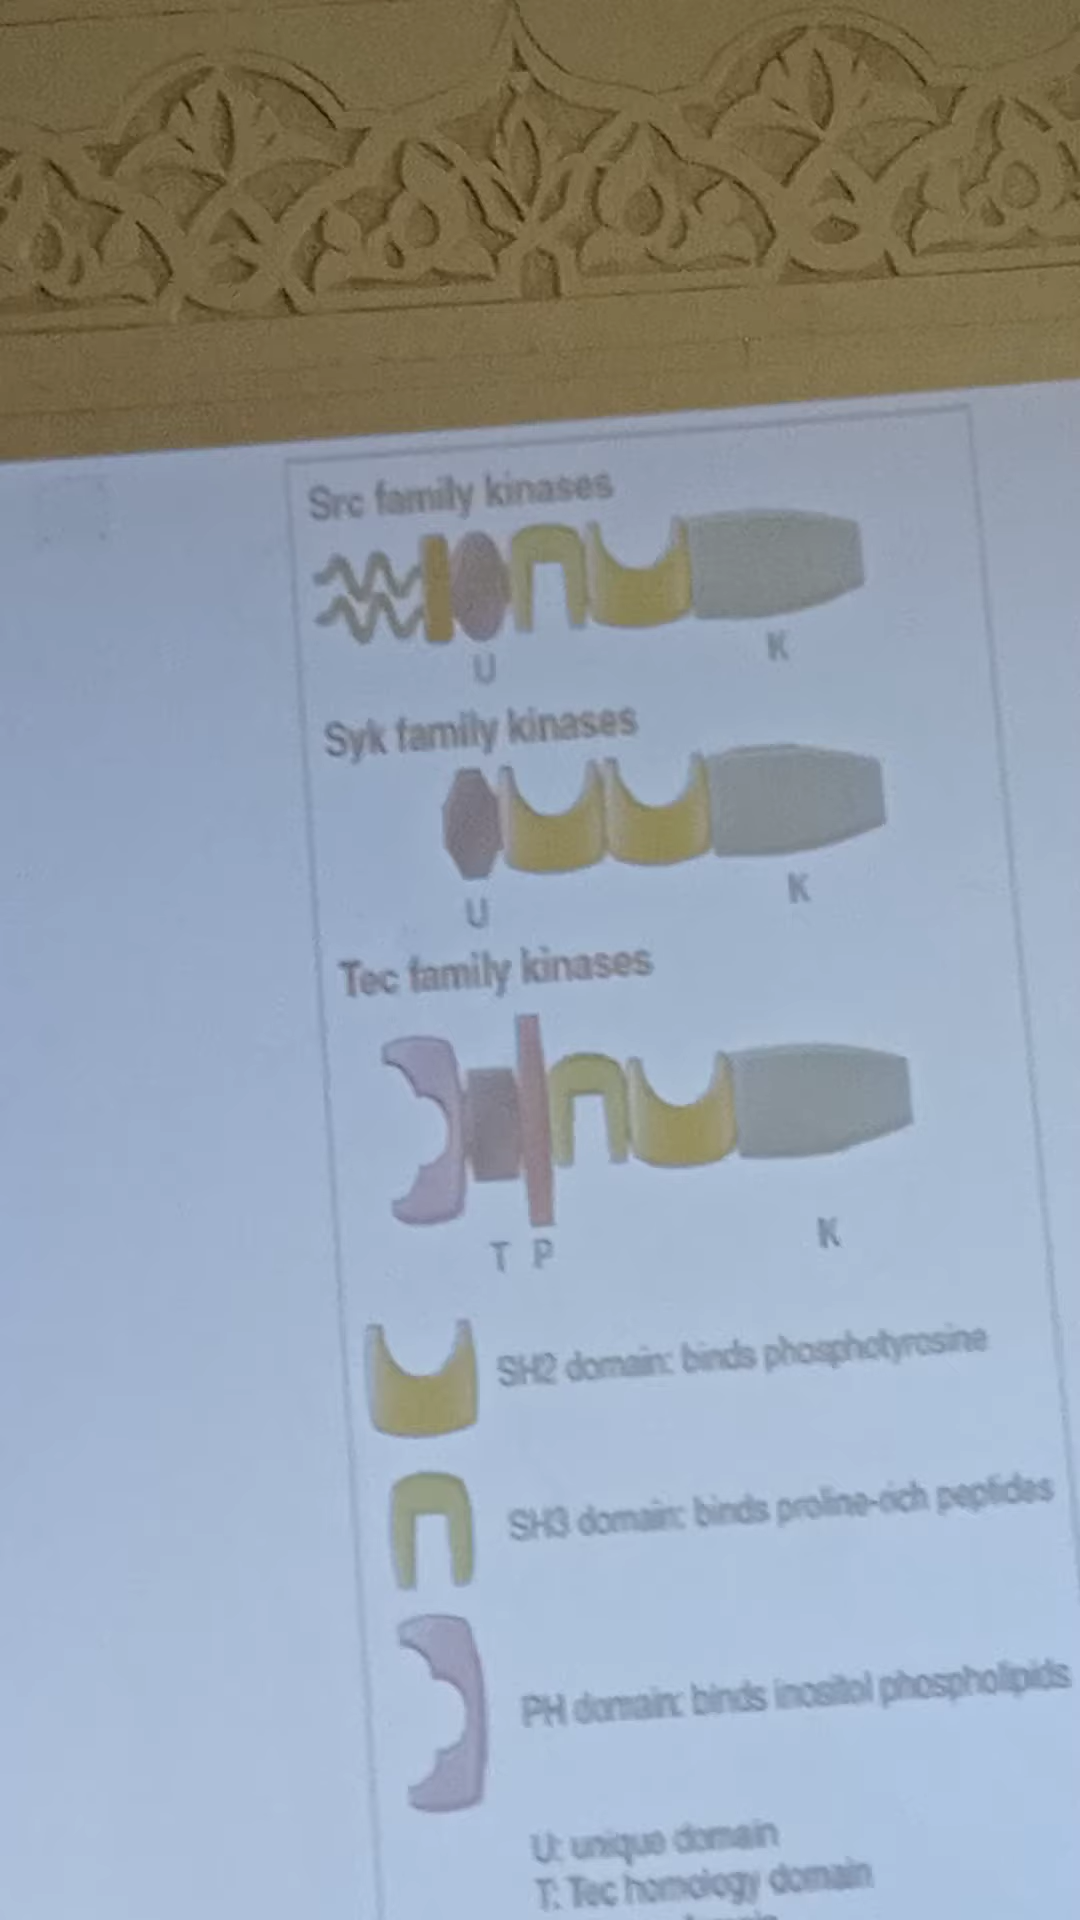 Src family kinases
U K
Syk family kinases
U K
Tec family kinases
T P K
SH2 domain: binds phosphotyrosine
SH3 domain: binds proline-rich peptides
PH domain: binds inositol phospholipids
U: unique domain
T: Tec homology domain